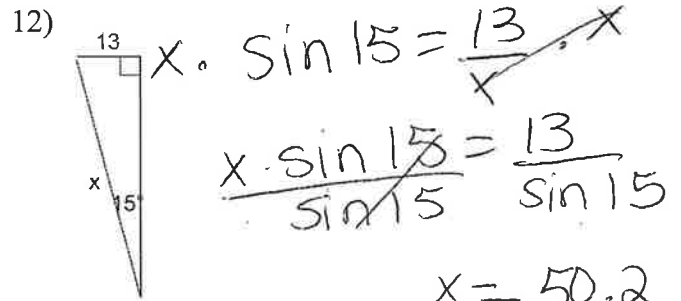 12)
13
x · sin 15 = 13/x · x
x · sin 15/sin 15 = 13/sin 15
x
15°
x = 50.2